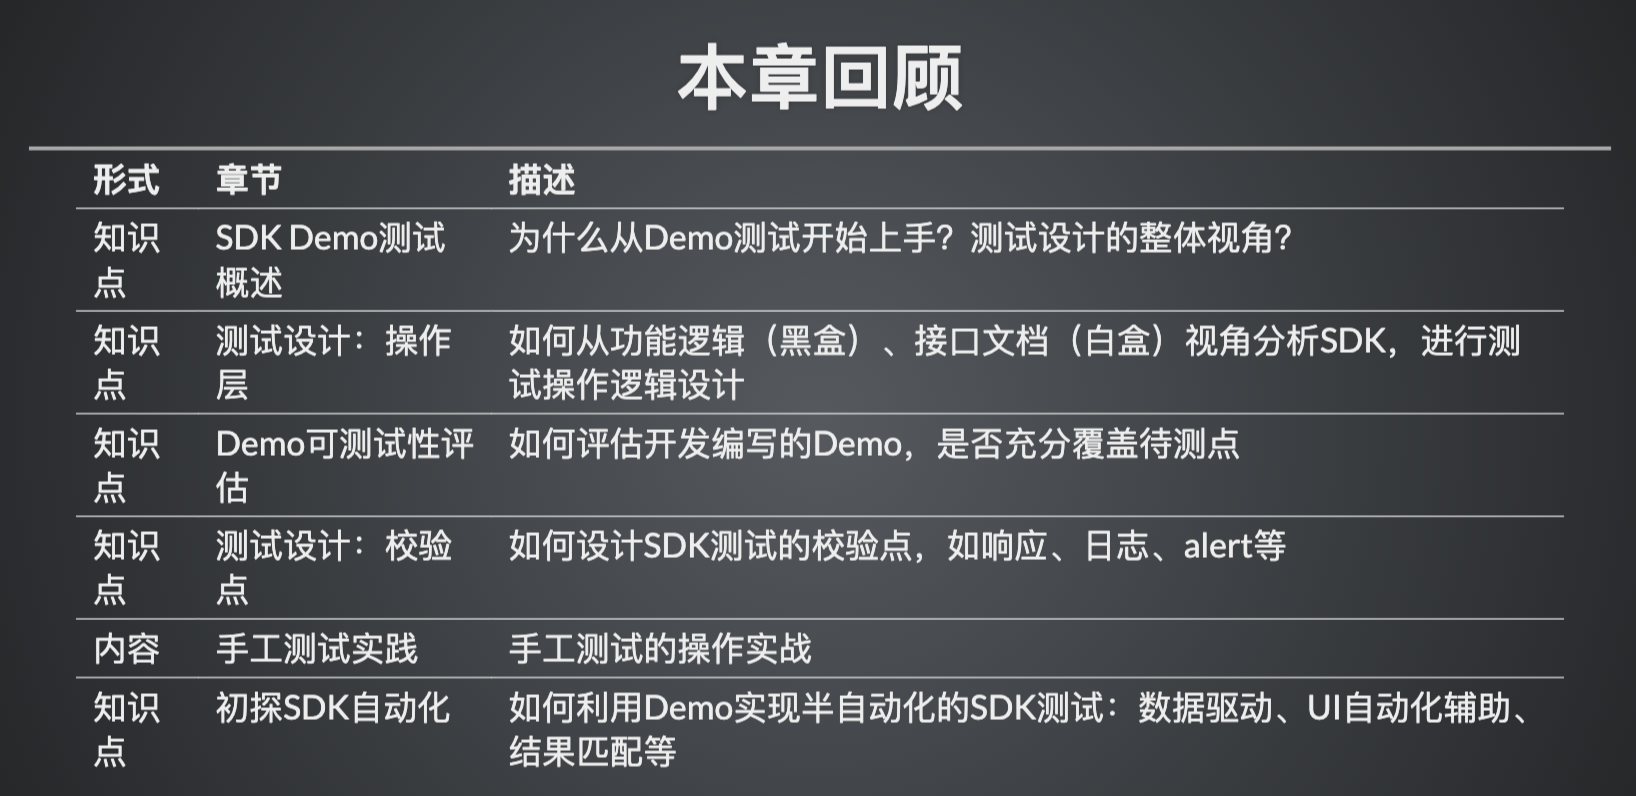 本章回顾
形式 章节 描述
知识 SDK Demo测试 为什么从Demo测试开始上手？测试设计的整体视角？
点 概述
知识 测试设计：操作 如何从功能逻辑（黑盒）、接口文档（白盒）视角分析SDK，进行测
点 层 试操作逻辑设计
知识 Demo可测试性评 如何评估开发编写的Demo，是否充分覆盖待测点
点 估
知识 测试设计：校验 如何设计SDK测试的校验点，如响应、日志、alert等
点 点
内容 手工测试实践 手工测试的操作实战
知识 初探SDK自动化 如何利用Demo实现半自动化的SDK测试：数据驱动、UI自动化辅助、
点 结果匹配等